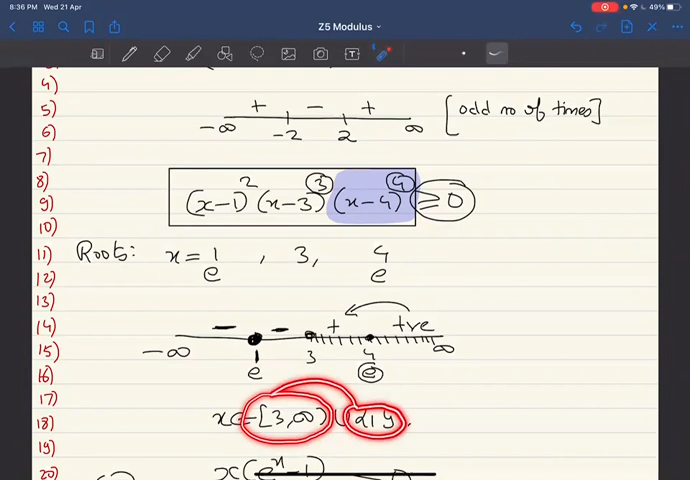 8:36 PM Wed 21 Apr 49%
Z5 Modulus
4)
5) + − + [odd no of times]
6) −∞ −2 2 ∞
7)
8)
9) (x−1)² (x−3)³ (x−4)⁴ ≥ 0
10)
11) Roots: x = 1 , 3, 4
12) e e
13)
14) − − + +ve
15) −∞ 1 3 4 ∞
16) e e
17)
18) x∈[3,∞) ∪ {1}.
19)
20) x(eˣ−1)